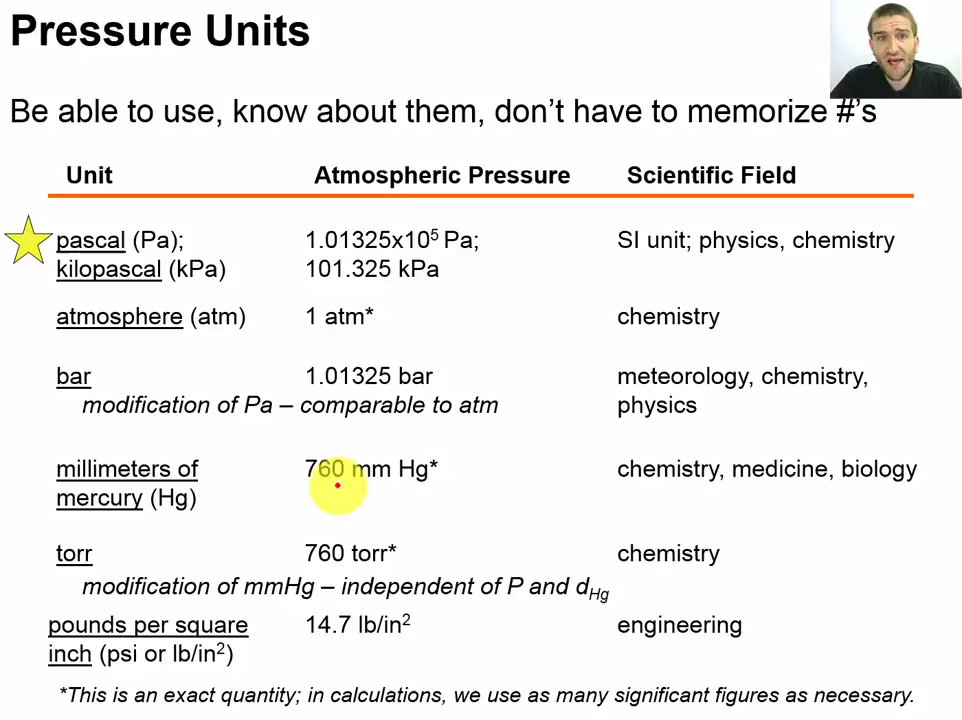 Pressure Units
Be able to use, know about them, don't have to memorize #'s
Unit Atmospheric Pressure Scientific Field
pascal (Pa); 1.01325x10⁵ Pa; SI unit; physics, chemistry
kilopascal (kPa) 101.325 kPa
atmosphere (atm) 1 atm* chemistry
bar 1.01325 bar meteorology, chemistry,
modification of Pa – comparable to atm physics
millimeters of 760 mm Hg* chemistry, medicine, biology
mercury (Hg)
torr 760 torr* chemistry
modification of mmHg – independent of P and dHg
pounds per square 14.7 lb/in² engineering
inch (psi or lb/in²)
*This is an exact quantity; in calculations, we use as many significant figures as necessary.